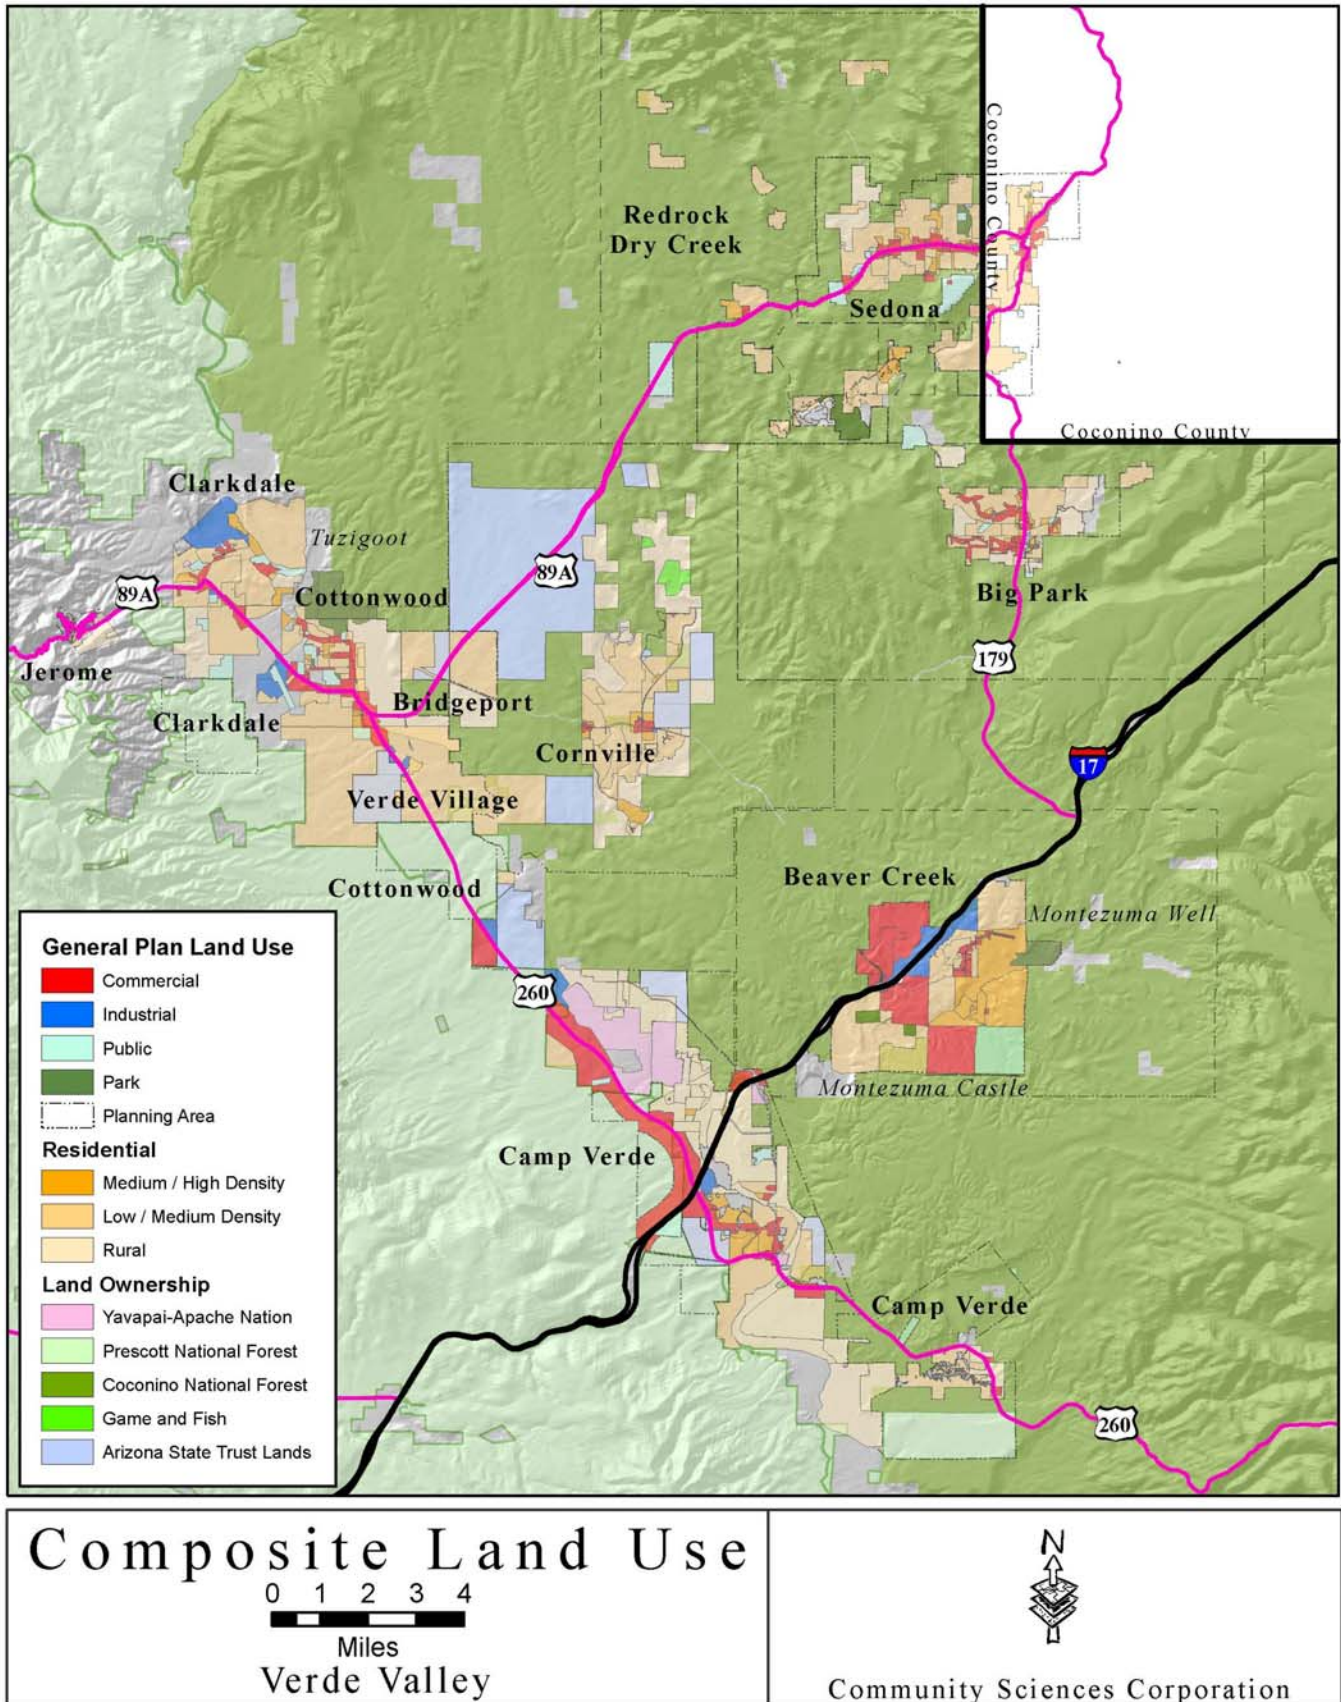 Coconino County
Redrock
Dry Creek
Sedona
Coconino County
Clarkdale
Tuzigoot
89A
89A
Cottonwood
Big Park
Jerome
179
Bridgeport
Clarkdale
Cornville
17
Verde Village
Beaver Creek
Cottonwood
Montezuma Well
260
Montezuma Castle
Camp Verde
Camp Verde
260
General Plan Land Use
Commercial
Industrial
Public
Park
Planning Area
Residential
Medium / High Density
Low / Medium Density
Rural
Land Ownership
Yavapai-Apache Nation
Prescott National Forest
Coconino National Forest
Game and Fish
Arizona State Trust Lands
Composite Land Use
0 1 2 3 4
Miles
Verde Valley
N
Community Sciences Corporation